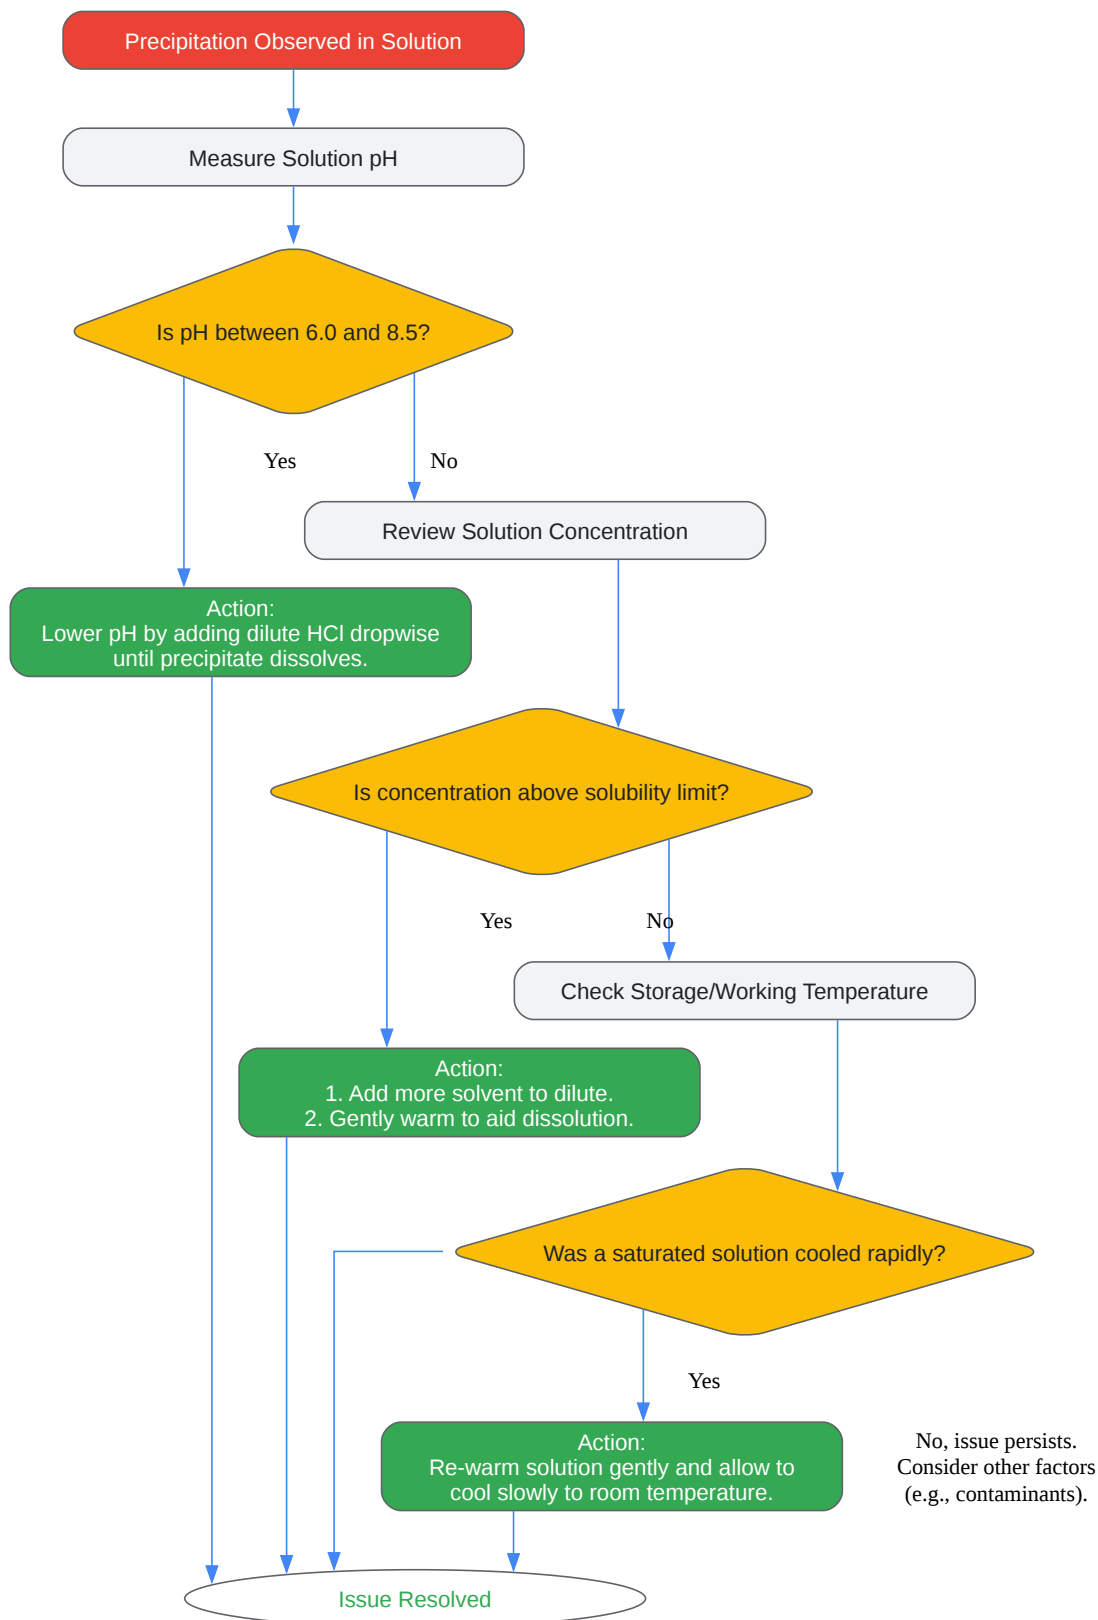 Precipitation Observed in Solution
Measure Solution pH
Is pH between 6.0 and 8.5?
Yes
No
Review Solution Concentration
Action:
Lower pH by adding dilute HCl dropwise
until precipitate dissolves.
Is concentration above solubility limit?
Yes
No
Check Storage/Working Temperature
Action:
1. Add more solvent to dilute.
2. Gently warm to aid dissolution.
Was a saturated solution cooled rapidly?
Yes
Action:
Re-warm solution gently and allow to
cool slowly to room temperature.
No, issue persists.
Consider other factors
(e.g., contaminants).
Issue Resolved